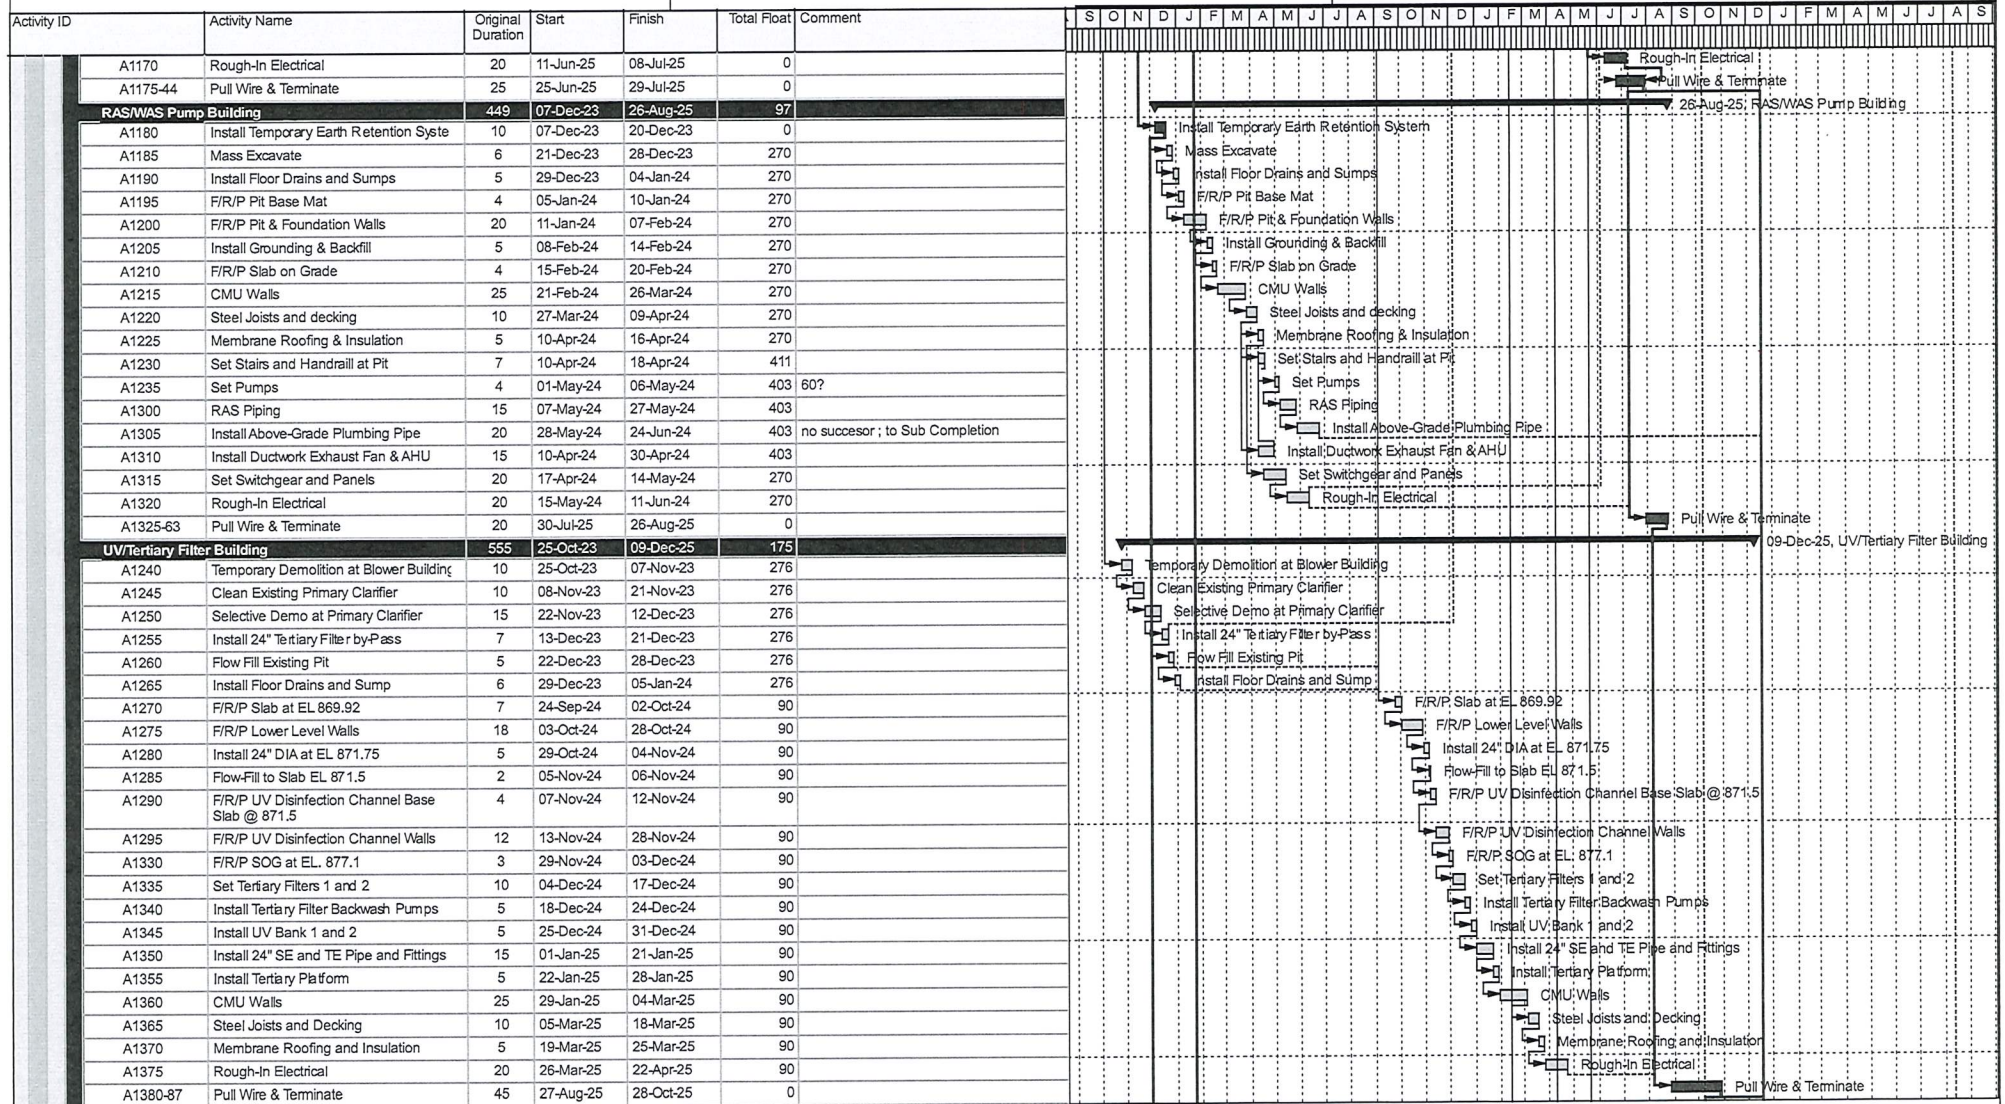 Activity ID Activity Name Original Duration Start Finish Total Float Comment
S O N D J F M A M J J A S O N D J F M A M J J A S O N D J F M A M J J A S
A1170 Rough-In Electrical 20 11-Jun-25 08-Jul-25 0 Rough-In Electrical
A1175-44 Pull Wire & Terminate 25 25-Jun-25 29-Jul-25 0 Pull Wire & Terminate
RAS/WAS Pump Building 449 07-Dec-23 26-Aug-25 97 26-Aug-25, RAS/WAS Pump Building
A1180 Install Temporary Earth Retention Syste 10 07-Dec-23 20-Dec-23 0 Install Temporary Earth Retention System
A1185 Mass Excavate 6 21-Dec-23 28-Dec-23 270 Mass Excavate
A1190 Install Floor Drains and Sumps 5 29-Dec-23 04-Jan-24 270 Install Floor Drains and Sumps
A1195 F/R/P Pit Base Mat 4 05-Jan-24 10-Jan-24 270 F/R/P Pit Base Mat
A1200 F/R/P Pit & Foundation Walls 20 11-Jan-24 07-Feb-24 270 F/R/P Pit & Foundation Walls
A1205 Install Grounding & Backfill 5 08-Feb-24 14-Feb-24 270 Install Grounding & Backfill
A1210 F/R/P Slab on Grade 4 15-Feb-24 20-Feb-24 270 F/R/P Slab on Grade
A1215 CMU Walls 25 21-Feb-24 26-Mar-24 270 CMU Walls
A1220 Steel Joists and decking 10 27-Mar-24 09-Apr-24 270 Steel Joists and decking
A1225 Membrane Roofing & Insulation 5 10-Apr-24 16-Apr-24 270 Membrane Roofing & Insulation
A1230 Set Stairs and Handraill at Pit 7 10-Apr-24 18-Apr-24 411 Set Stairs and Handraill at Pit
A1235 Set Pumps 4 01-May-24 06-May-24 403 60? Set Pumps
A1300 RAS Piping 15 07-May-24 27-May-24 403 RAS Piping
A1305 Install Above-Grade Plumbing Pipe 20 28-May-24 24-Jun-24 403 no succesor ; to Sub Completion Install Above-Grade Plumbing Pipe
A1310 Install Ductwork Exhaust Fan & AHU 15 10-Apr-24 30-Apr-24 403 Install Ductwork Exhaust Fan & AHU
A1315 Set Switchgear and Panels 20 17-Apr-24 14-May-24 270 Set Switchgear and Panels
A1320 Rough-In Electrical 20 15-May-24 11-Jun-24 270 Rough-In Electrical
A1325-63 Pull Wire & Terminate 20 30-Jul-25 26-Aug-25 0 Pull Wire & Terminate
UV/Tertiary Filter Building 555 25-Oct-23 09-Dec-25 175 09-Dec-25, UV/Tertiary Filter Building
A1240 Temporary Demolition at Blower Building 10 25-Oct-23 07-Nov-23 276 Temporary Demolition at Blower Building
A1245 Clean Existing Primary Clarifier 10 08-Nov-23 21-Nov-23 276 Clean Existing Primary Clarifier
A1250 Selective Demo at Primary Clarifier 15 22-Nov-23 12-Dec-23 276 Selective Demo at Primary Clarifier
A1255 Install 24" Tertiary Filter by-Pass 7 13-Dec-23 21-Dec-23 276 Install 24" Tertiary Filter by-Pass
A1260 Flow Fill Existing Pit 5 22-Dec-23 28-Dec-23 276 Flow Fill Existing Pit
A1265 Install Floor Drains and Sump 6 29-Dec-23 05-Jan-24 276 Install Floor Drains and Sump
A1270 F/R/P Slab at EL 869.92 7 24-Sep-24 02-Oct-24 90 F/R/P Slab at EL 869.92
A1275 F/R/P Lower Level Walls 18 03-Oct-24 28-Oct-24 90 F/R/P Lower Level Walls
A1280 Install 24" DIA at EL 871.75 5 29-Oct-24 04-Nov-24 90 Install 24" DIA at EL 871.75
A1285 Flow-Fill to Slab EL 871.5 2 05-Nov-24 06-Nov-24 90 Flow-Fill to Slab EL 871.5
A1290 F/R/P UV Disinfection Channel Base Slab @ 871.5 4 07-Nov-24 12-Nov-24 90 F/R/P UV Disinfection Channel Base Slab @ 871.5
A1295 F/R/P UV Disinfection Channel Walls 12 13-Nov-24 28-Nov-24 90 F/R/P UV Disinfection Channel Walls
A1330 F/R/P SOG at EL. 877.1 3 29-Nov-24 03-Dec-24 90 F/R/P SOG at EL. 877.1
A1335 Set Tertiary Filters 1 and 2 10 04-Dec-24 17-Dec-24 90 Set Tertiary Filters 1 and 2
A1340 Install Tertiary Filter Backwash Pumps 5 18-Dec-24 24-Dec-24 90 Install Tertiary Filter Backwash Pumps
A1345 Install UV Bank 1 and 2 5 25-Dec-24 31-Dec-24 90 Install UV Bank 1 and 2
A1350 Install 24" SE and TE Pipe and Fittings 15 01-Jan-25 21-Jan-25 90 Install 24" SE and TE Pipe and Fittings
A1355 Install Tertiary Platform 5 22-Jan-25 28-Jan-25 90 Install Tertiary Platform
A1360 CMU Walls 25 29-Jan-25 04-Mar-25 90 CMU Walls
A1365 Steel Joists and Decking 10 05-Mar-25 18-Mar-25 90 Steel Joists and Decking
A1370 Membrane Roofing and Insulation 5 19-Mar-25 25-Mar-25 90 Membrane Roofing and Insulation
A1375 Rough-In Electrical 20 26-Mar-25 22-Apr-25 90 Rough-In Electrical
A1380-87 Pull Wire & Terminate 45 27-Aug-25 28-Oct-25 0 Pull Wire & Terminate